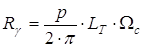 R_γ = p / (2 · π) · L_T · Ω_c